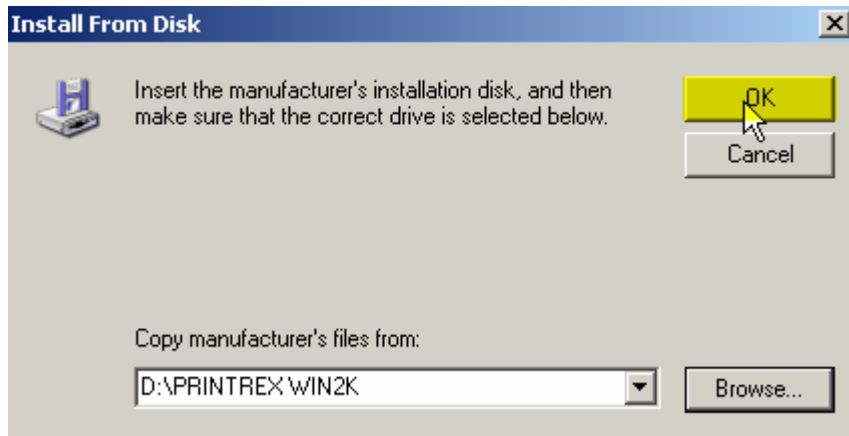 Install From Disk
Insert the manufacturer's installation disk, and then
make sure that the correct drive is selected below.
OK
Cancel
Copy manufacturer's files from:
D:\PRINTREX WIN2K
Browse...